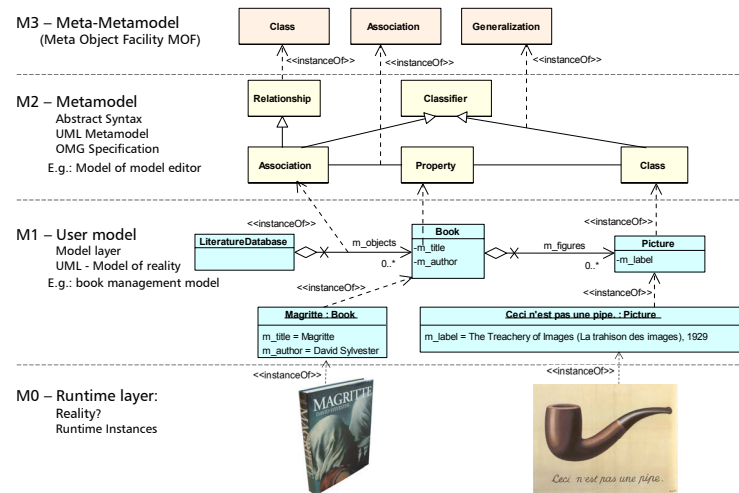 M3 – Meta-Metamodel
(Meta Object Facility MOF)
Class
Association
Generalization
<<instanceOf>>
<<instanceOf>>
<<instanceOf>>
M2 – Metamodel
Abstract Syntax
UML Metamodel
OMG Specification
E.g.: Model of model editor
Relationship
Classifier
Association
Property
Class
<<instanceOf>>
<<instanceOf>>
M1 – User model
Model layer
UML - Model of reality
E.g.: book management model
LiteratureDatabase
m_objects
0..*
Book
-m_title
-m_author
m_figures
0..*
Picture
-m_label
<<instanceOf>>
<<instanceOf>>
Magritte : Book
m_title = Magritte
m_author = David Sylvester
Ceci n'est pas une pipe. : Picture
m_label = The Treachery of Images (La trahison des images), 1929
<<instanceOf>>
<<instanceOf>>
M0 – Runtime layer:
Reality?
Runtime Instances
MAGRITTE
DAVID SYLVESTER
Ceci n'est pas une pipe.